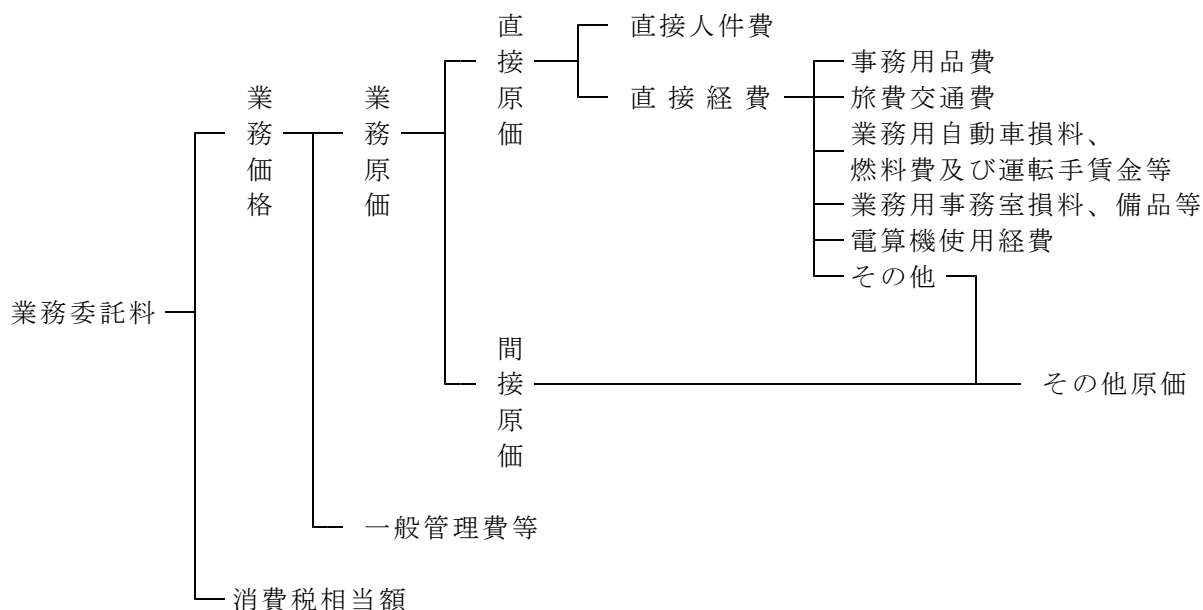 業務委託料
業務価格
業務原価
直接原価
直接人件費
直接経費
事務用品費
旅費交通費
業務用自動車損料、
燃料費及び運転手賃金等
業務用事務室損料、備品等
電算機使用経費
その他
間接原価
その他原価
一般管理費等
消費税相当額